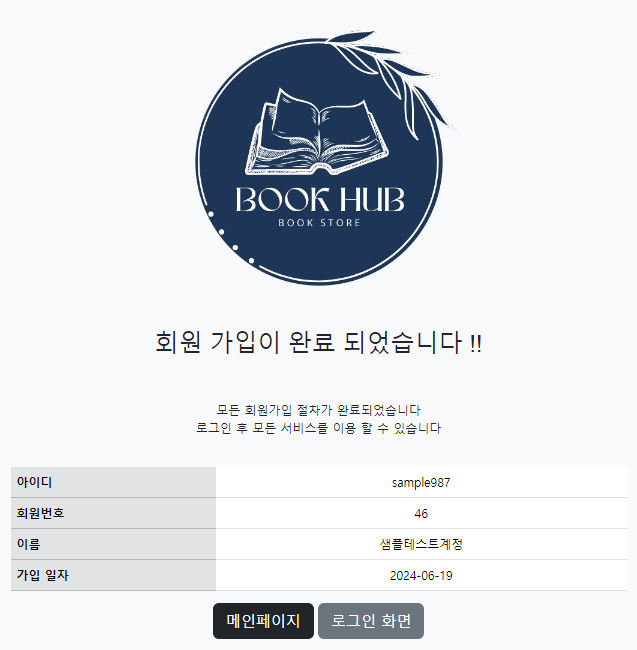 BOOK HUB
BOOK STORE
회원 가입이 완료 되었습니다 !!
모든 회원가입 절차가 완료되었습니다
로그인 후 모든 서비스를 이용 할 수 있습니다
아이디 sample987
회원번호 46
이름 샘플테스트계정
가입 일자 2024-06-19
메인페이지 로그인 화면